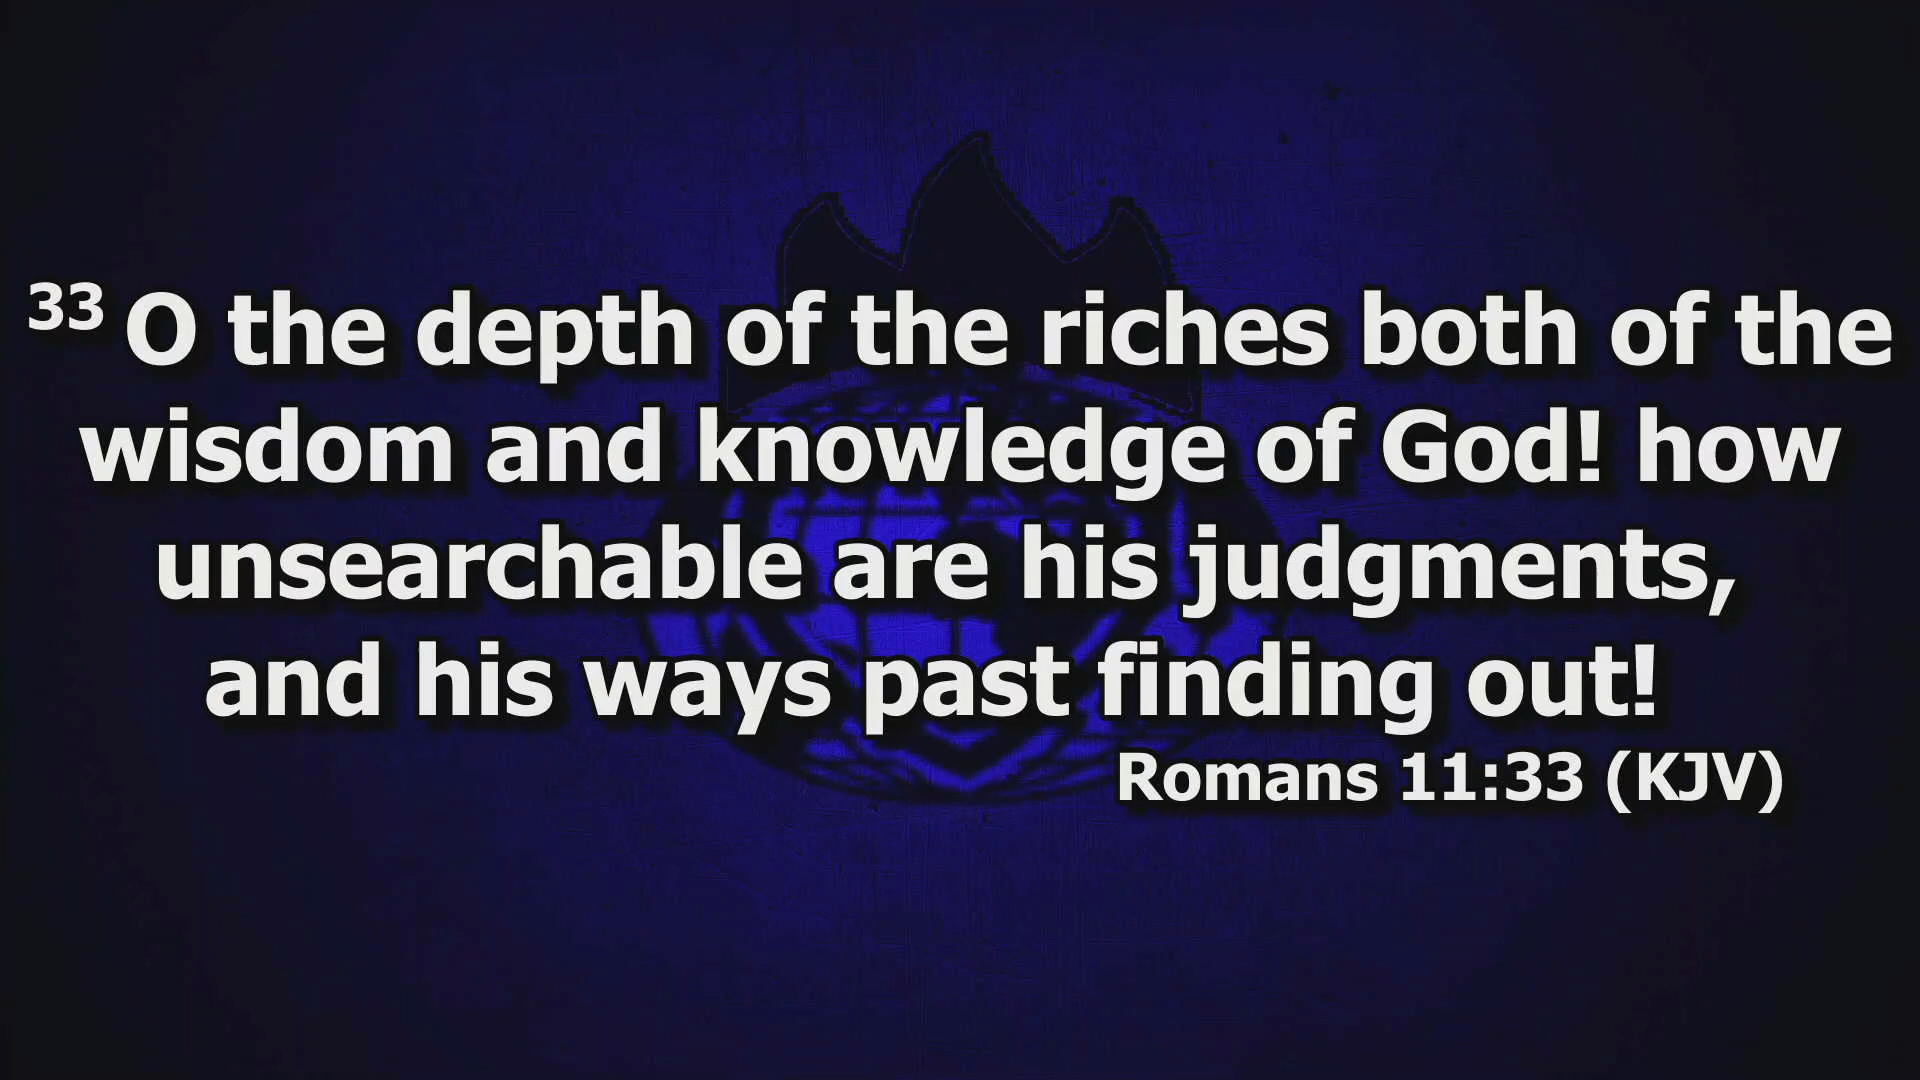 33 O the depth of the riches both of the
wisdom and knowledge of God! how
unsearchable are his judgments,
and his ways past finding out!
Romans 11:33 (KJV)